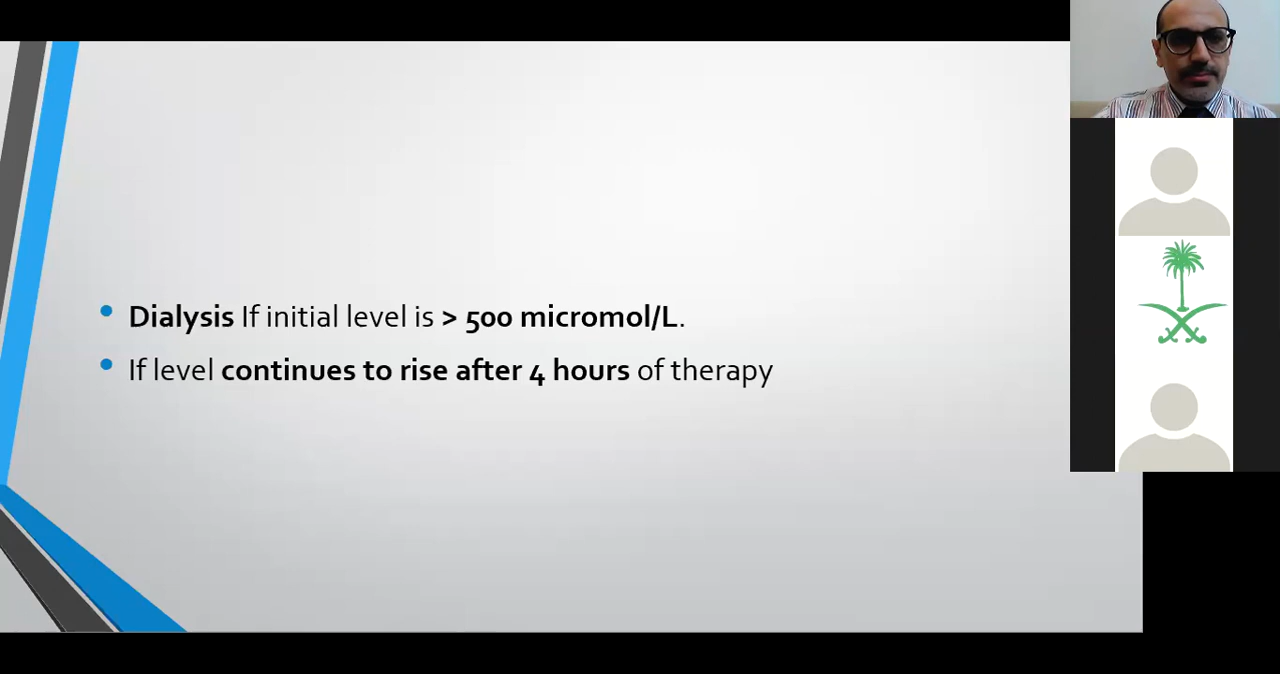 Dialysis If initial level is > 500 micromol/L.
If level continues to rise after 4 hours of therapy